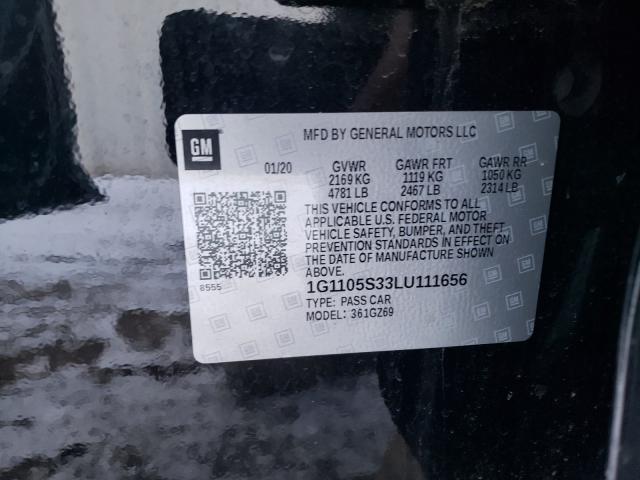 GM
MFD BY GENERAL MOTORS LLC
01/20 GVWR GAWR FRT GAWR RR
2169 KG 1119 KG 1050 KG
4781 LB 2467 LB 2314 LB
THIS VEHICLE CONFORMS TO ALL
APPLICABLE U.S. FEDERAL MOTOR
VEHICLE SAFETY, BUMPER, AND THEFT
PREVENTION STANDARDS IN EFFECT ON
THE DATE OF MANUFACTURE SHOWN
ABOVE.
8555
1G1105S33LU111656
TYPE: PASS CAR
MODEL: 361GZ69